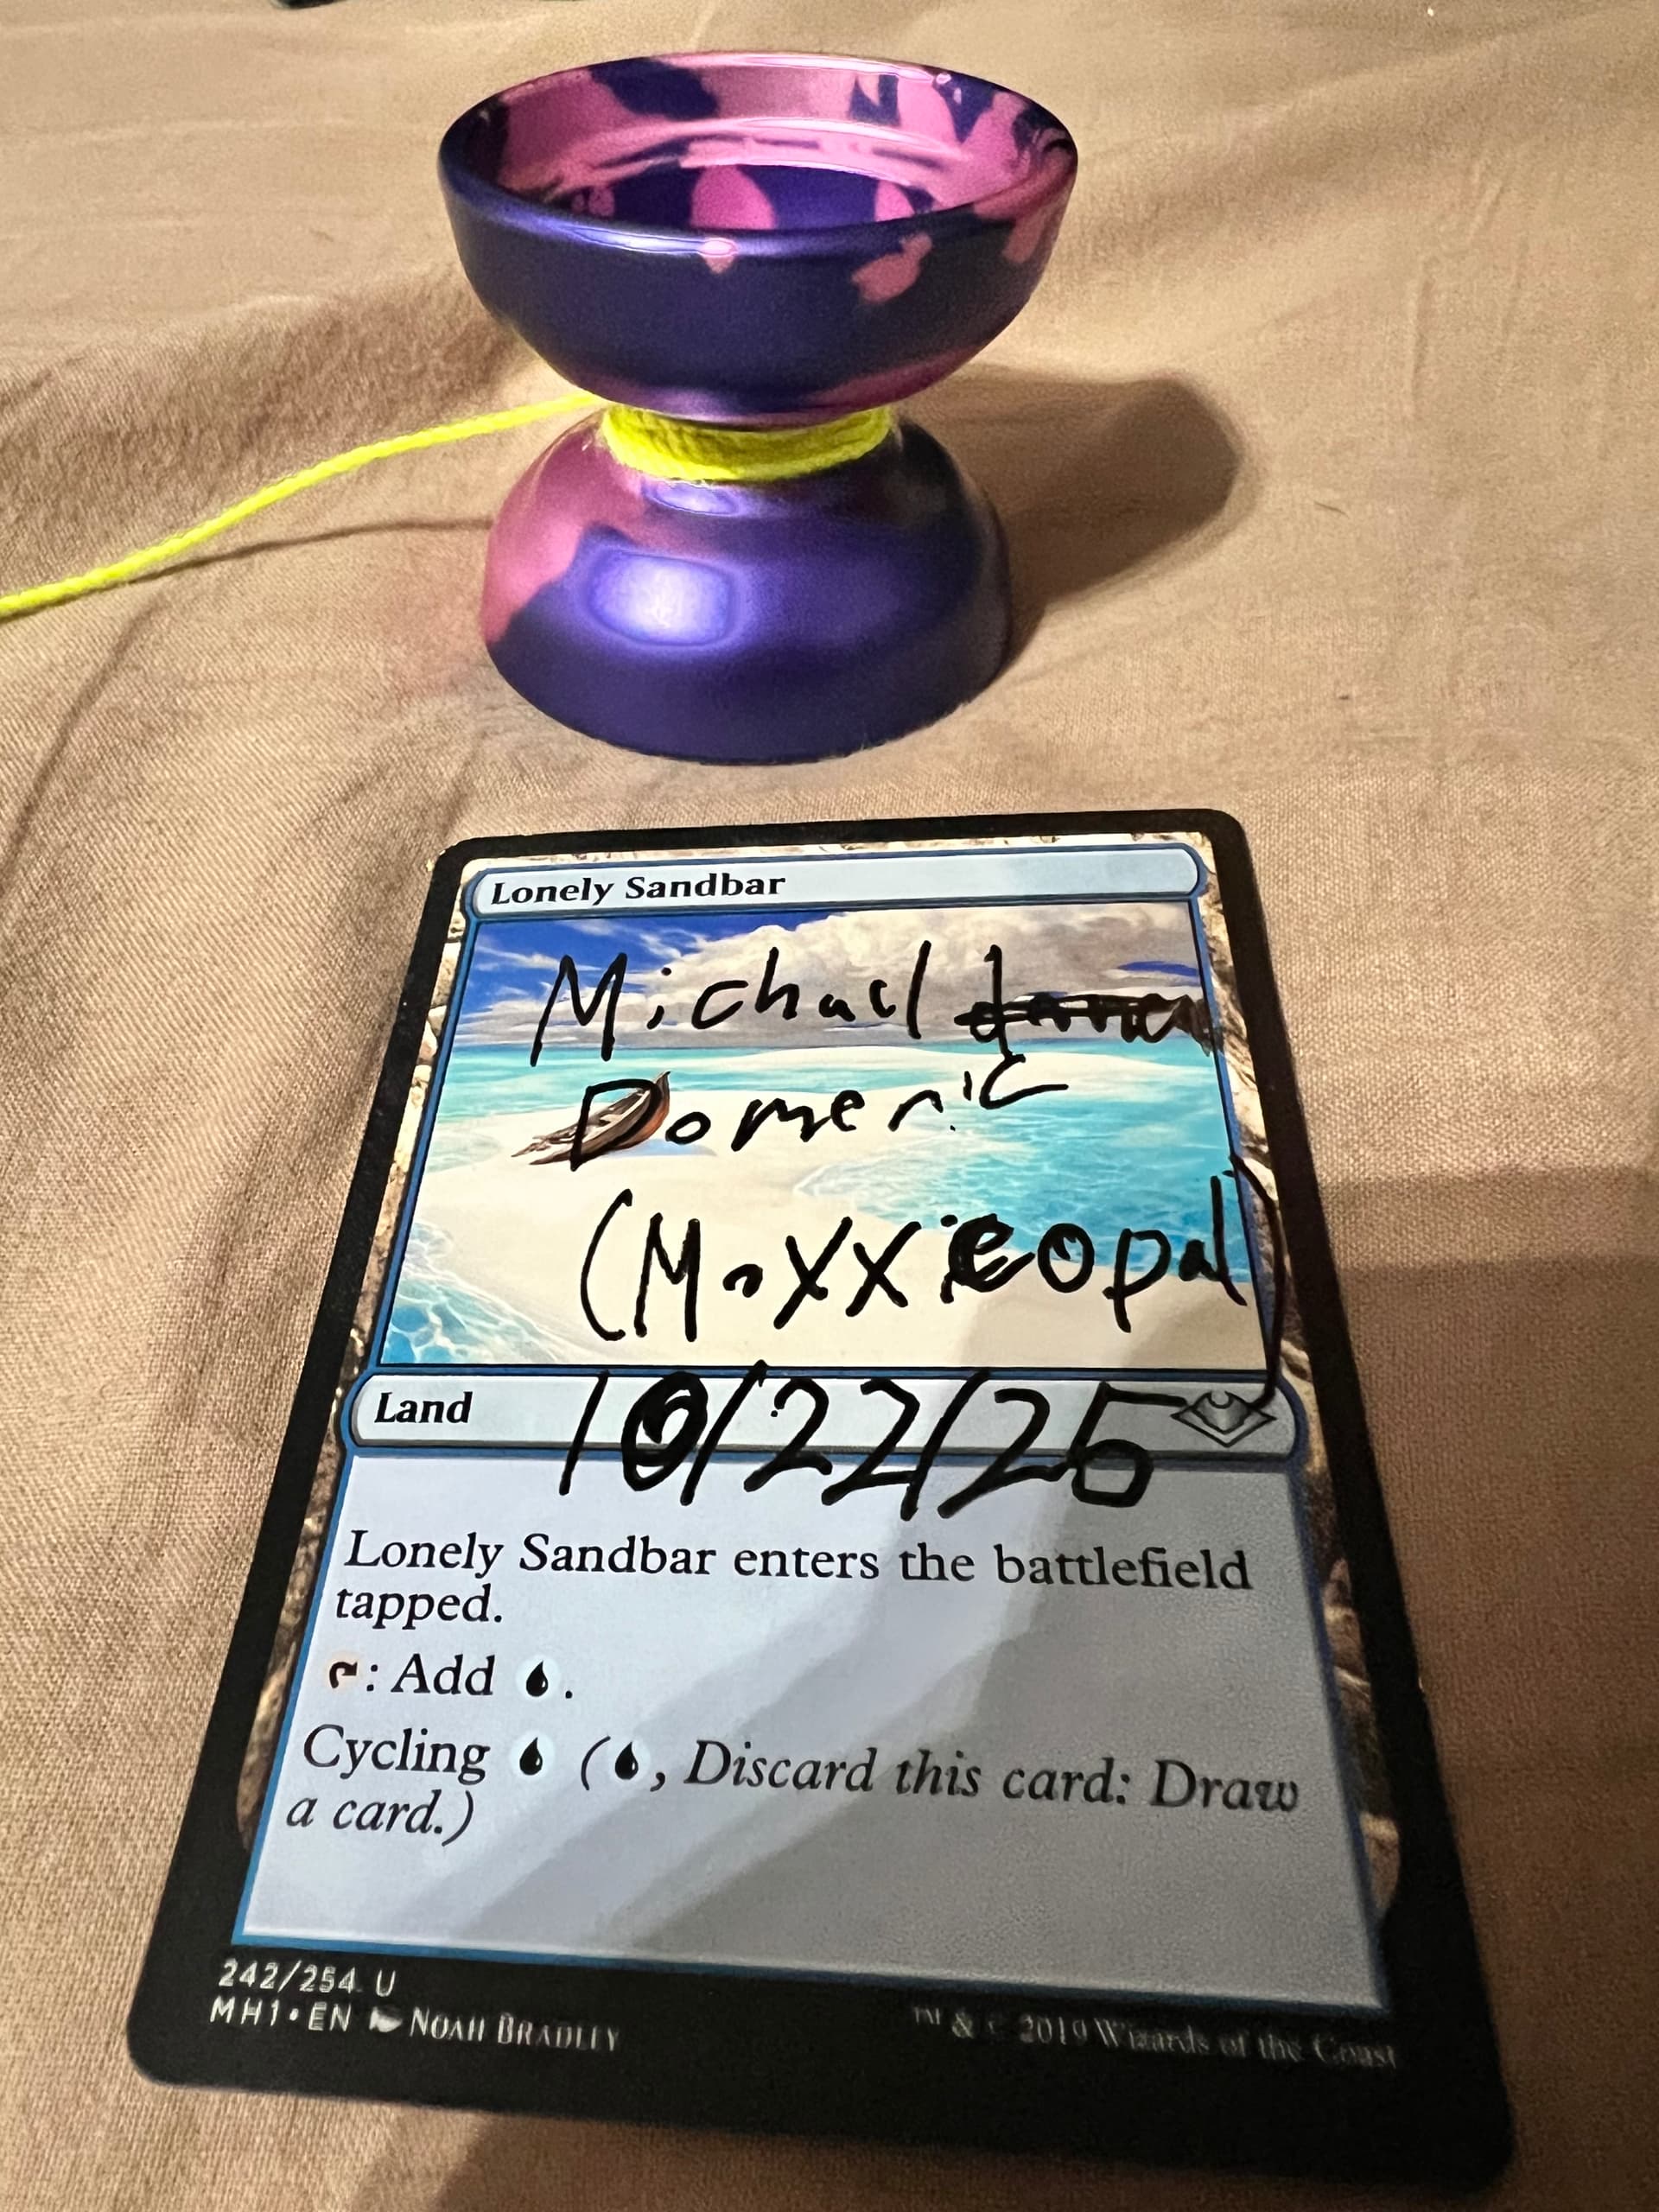 Lonely Sandbar
Michael
Domenic
(Moxxieopal)
Land
10/22/25
Lonely Sandbar enters the battlefield
tapped.
: Add .
Cycling (, Discard this card: Draw
a card.)
242/254 U
MH1•EN NOAH BRADLEY
™ & © 2019 Wizards of the Coast